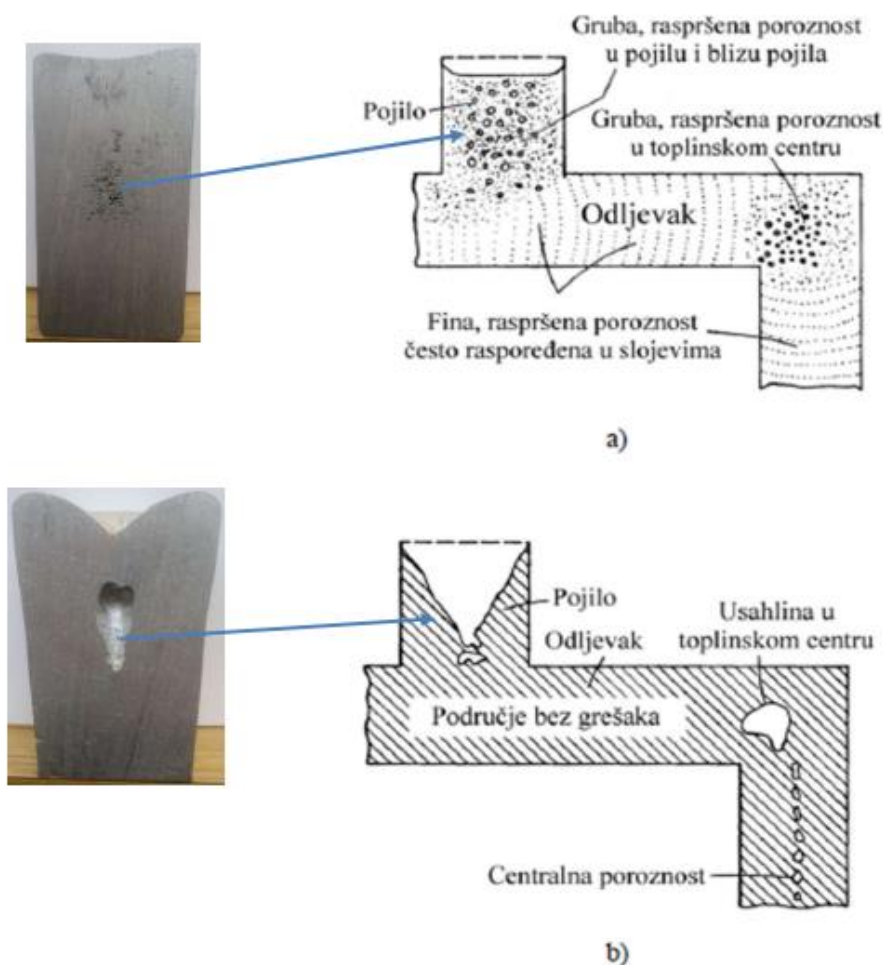 Gruba, raspršena poroznost
u pojilu i blizu pojila
Pojilo
Gruba, raspršena poroznost
u toplinskom centru
Odljevak
Fina, raspršena poroznost
često raspoređena u slojevima
a)
Pojilo
Odljevak
Usahlina u
toplinskom centru
Područje bez grešaka
Centralna poroznost
b)